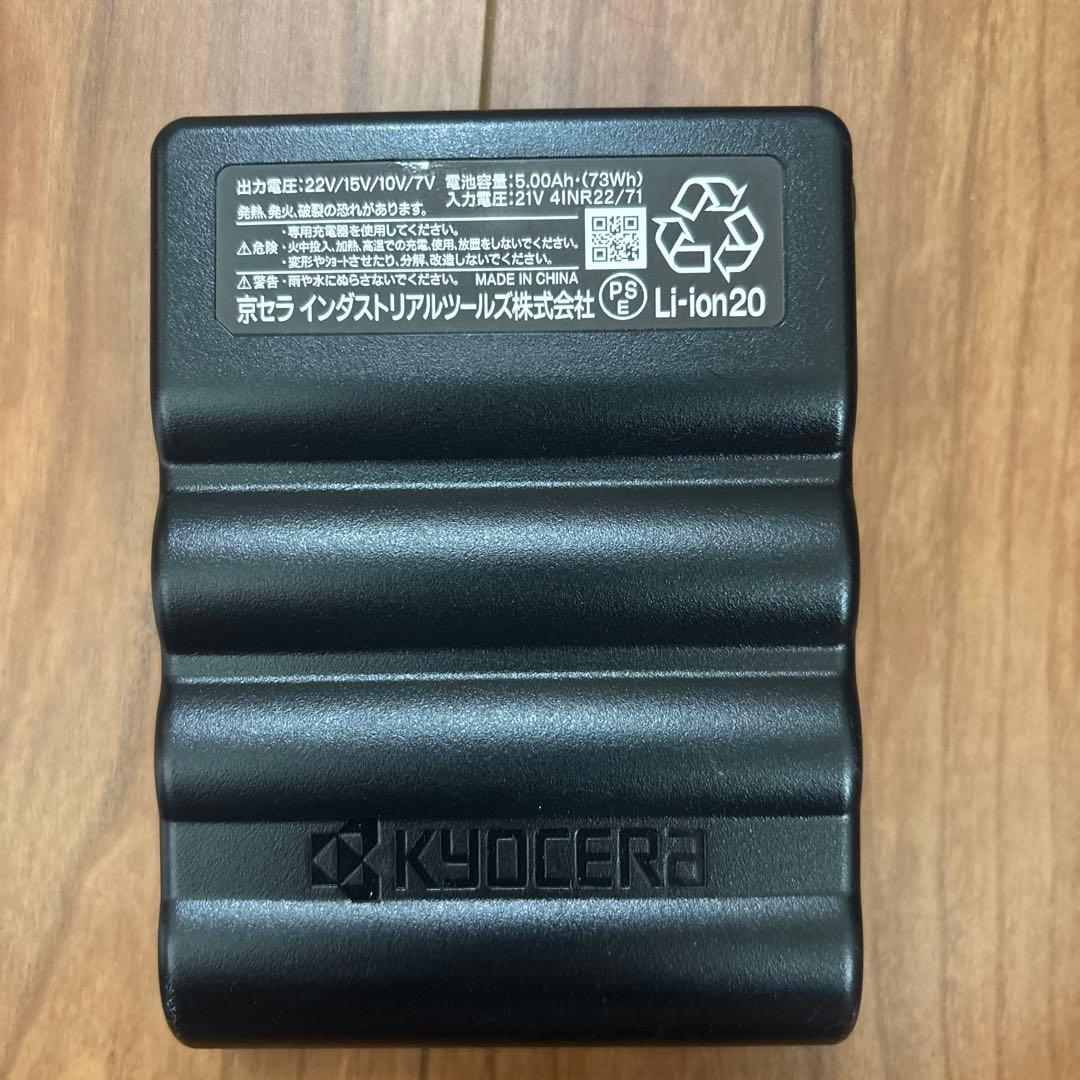 出力電圧:22V/15V/10V/7V 電池容量:5.00Ah・(73Wh)
入力電圧:21V 4INR22/71
発熱、発火、破裂の恐れがあります。
・専用充電器を使用してください。
⚠危険・火中投入、加熱、高温での充電、使用、放置をしないでください。
・変形やショートさせたり、分解、改造しないでください。
⚠警告・雨や水にぬらさないでください。 MADE IN CHINA
京セラ インダストリアルツールズ株式会社 PSE Li-ion20
KYOCERA